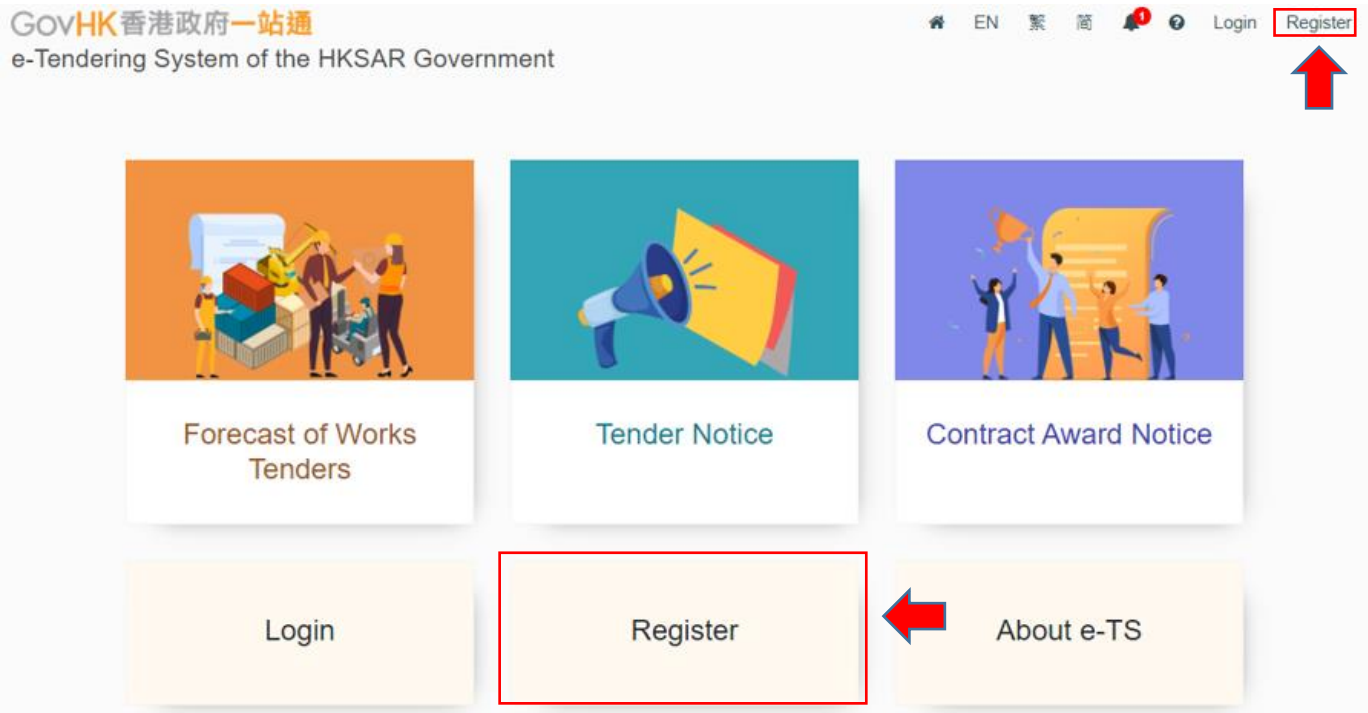 GovHK香港政府一站通
EN 繁 简 1 Login Register
e-Tendering System of the HKSAR Government
Forecast of Works
Tenders
Tender Notice
Contract Award Notice
Login
Register
About e-TS